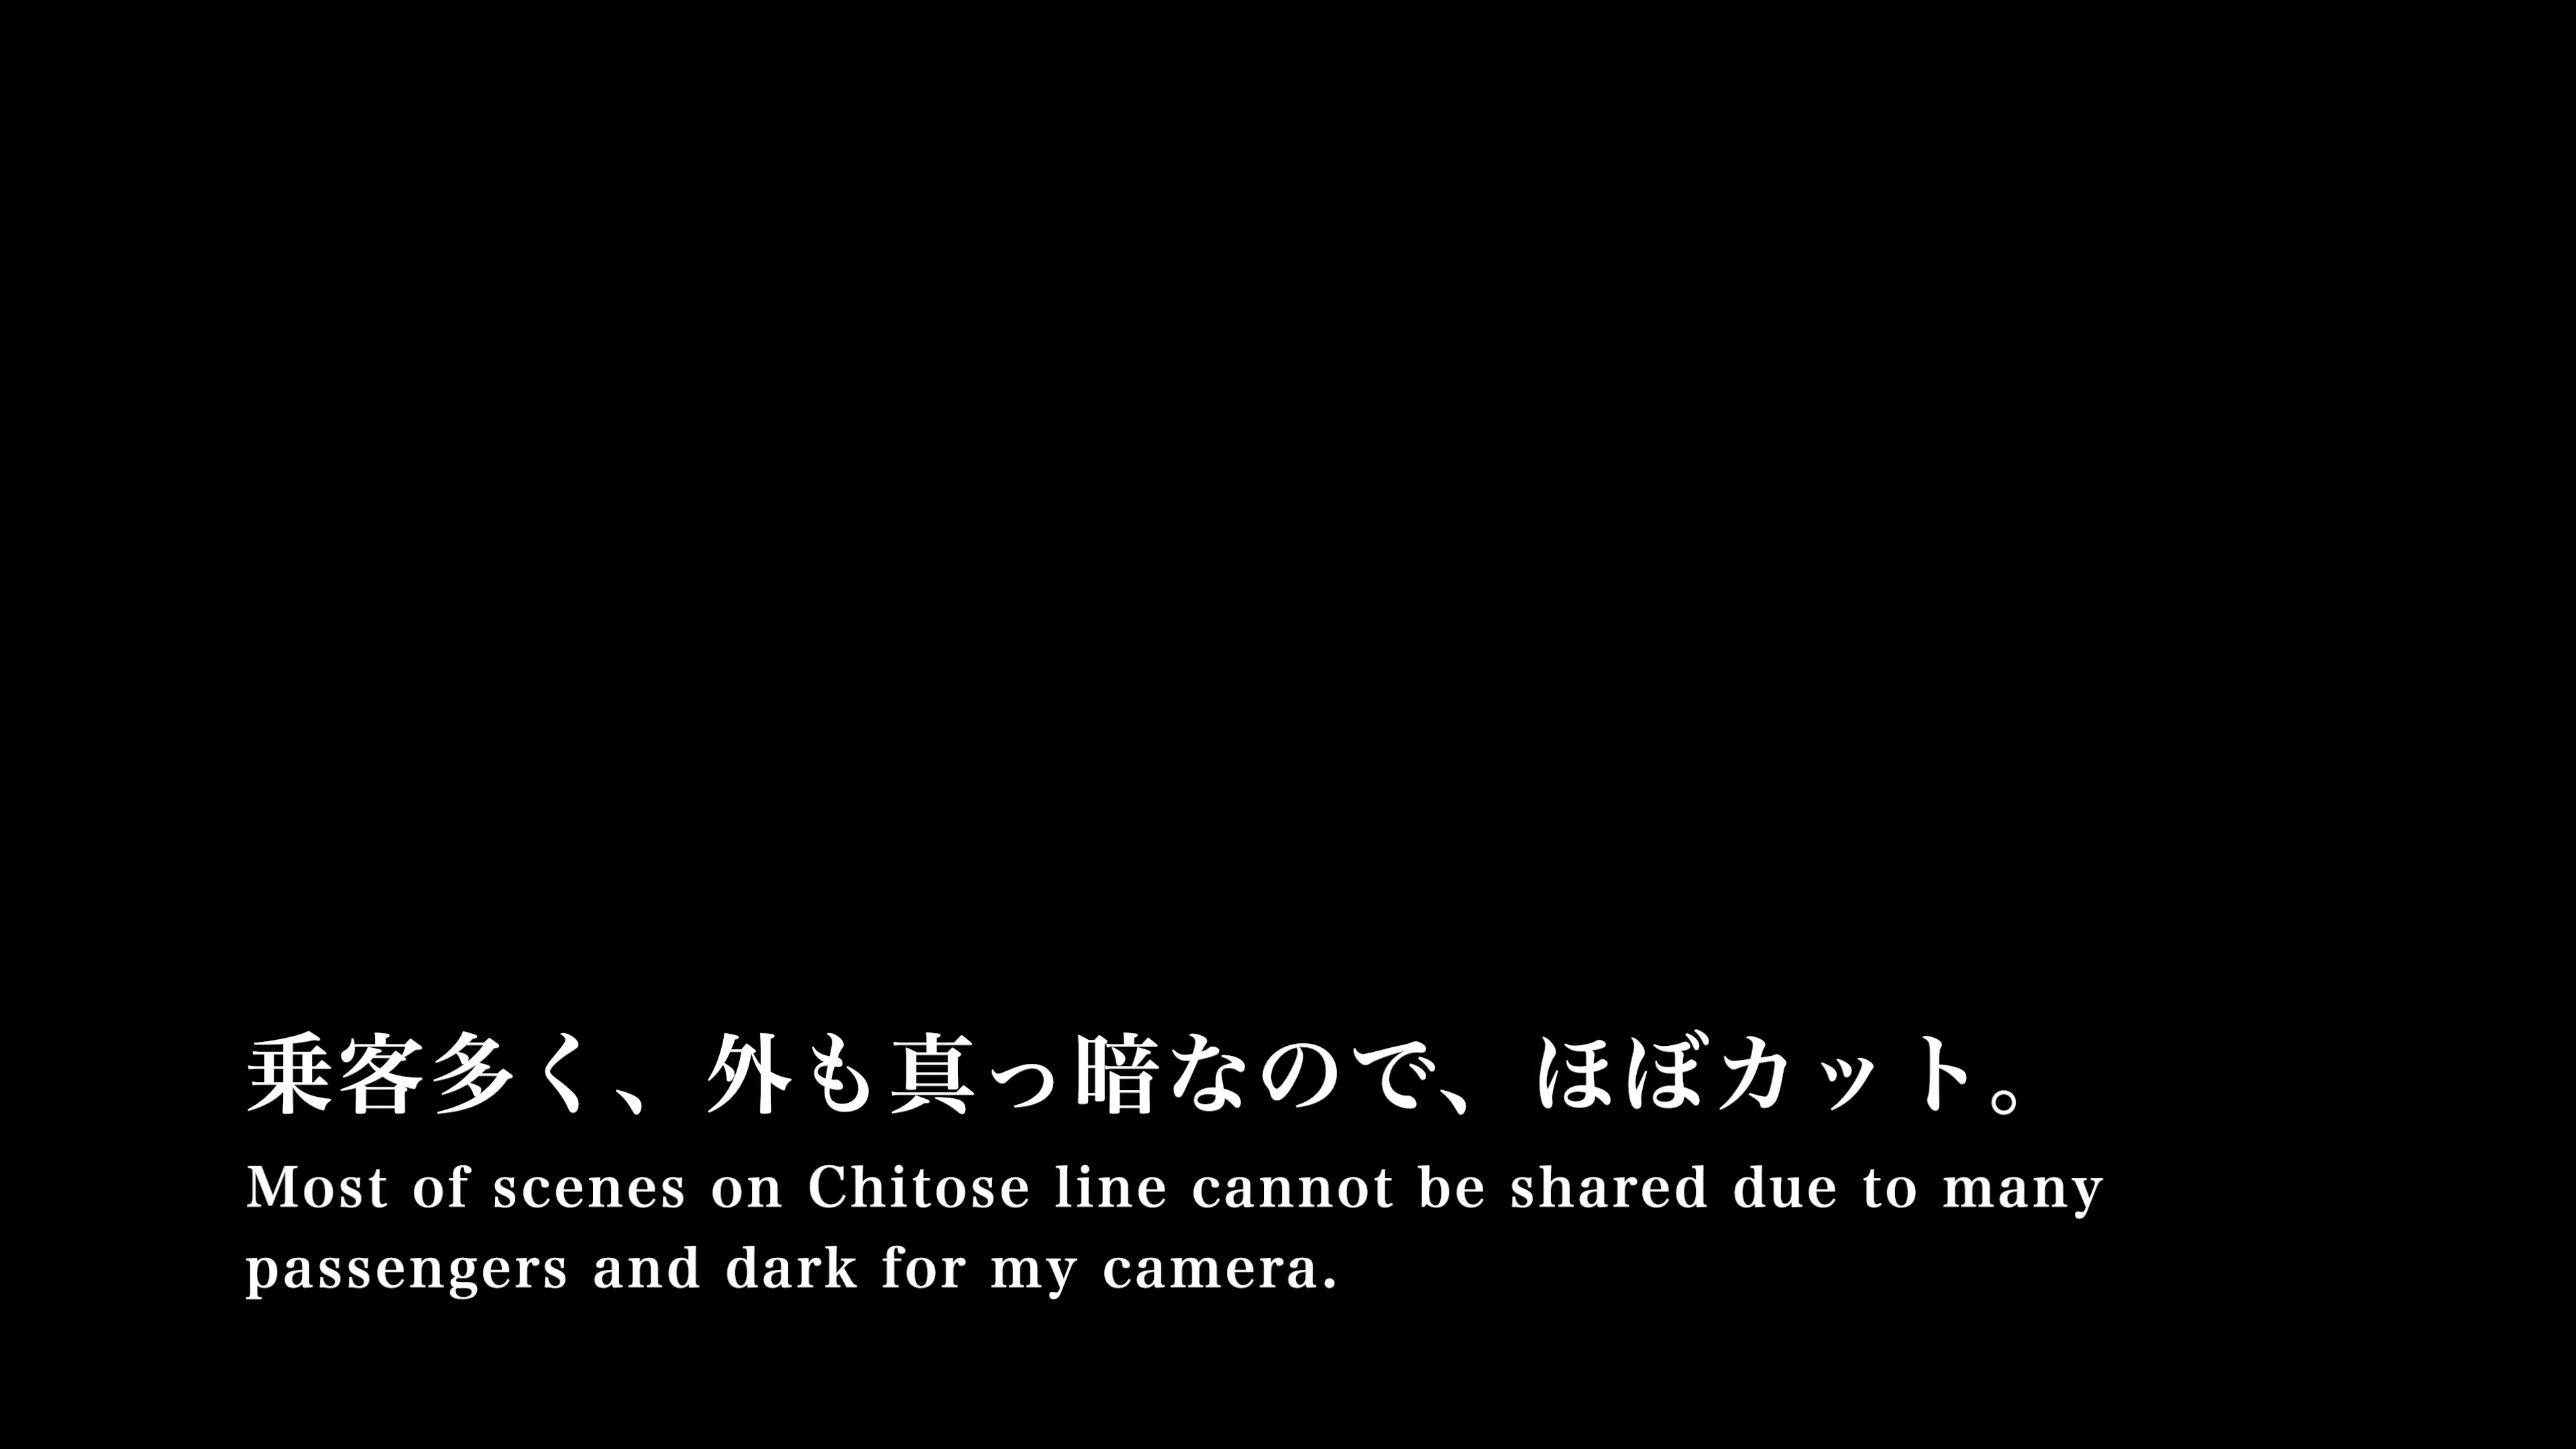 乗客多く、外も真っ暗なので、ほぼカット。
Most of scenes on Chitose line cannot be shared due to many
passengers and dark for my camera.